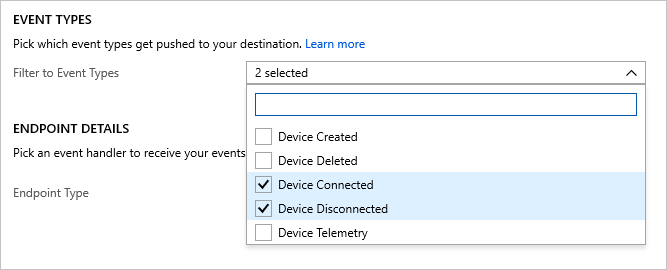 EVENT TYPES
Pick which event types get pushed to your destination. Learn more
Filter to Event Types 2 selected
ENDPOINT DETAILS
Device Created
Pick an event handler to receive your events
Device Deleted
Device Connected
Endpoint Type
Device Disconnected
Device Telemetry